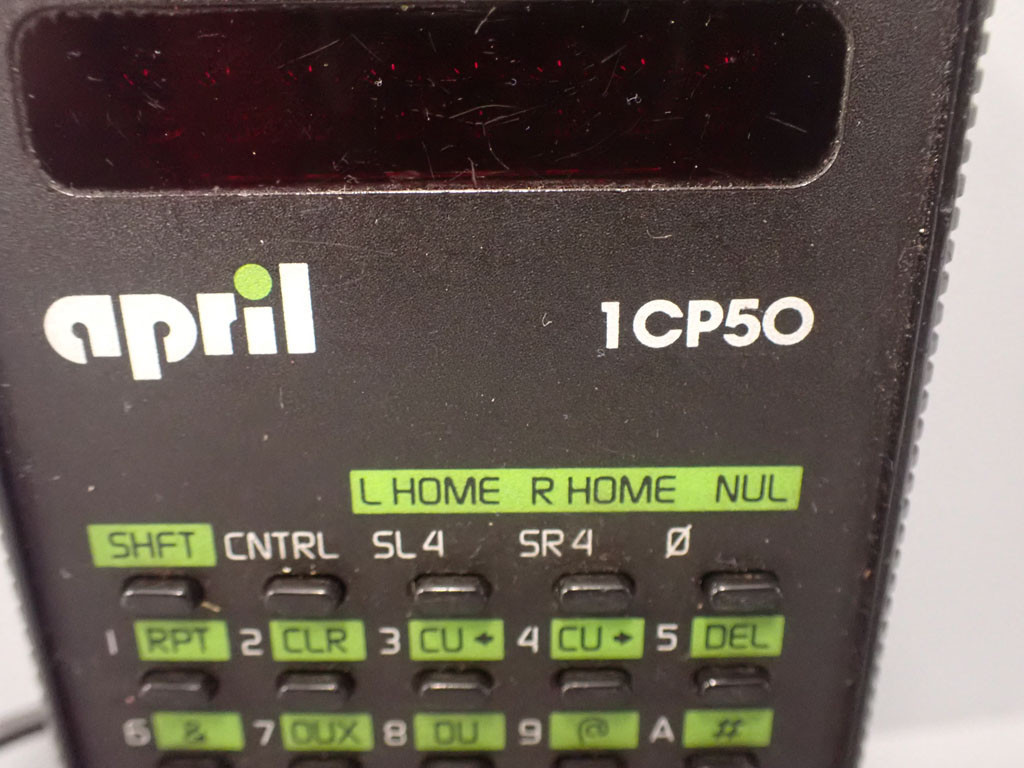 april 1CP50
L HOME R HOME NUL
SHFT CNTRL SL4 SR4 Ø
1 RPT 2 CLR 3 CU ← 4 CU → 5 DEL
6 & 7 OUX 8 OU 9 @ A #